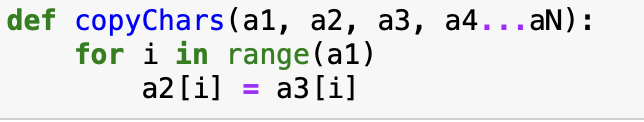 def copyChars(a1, a2, a3, a4...aN):
    for i in range(a1)
        a2[i] = a3[i]